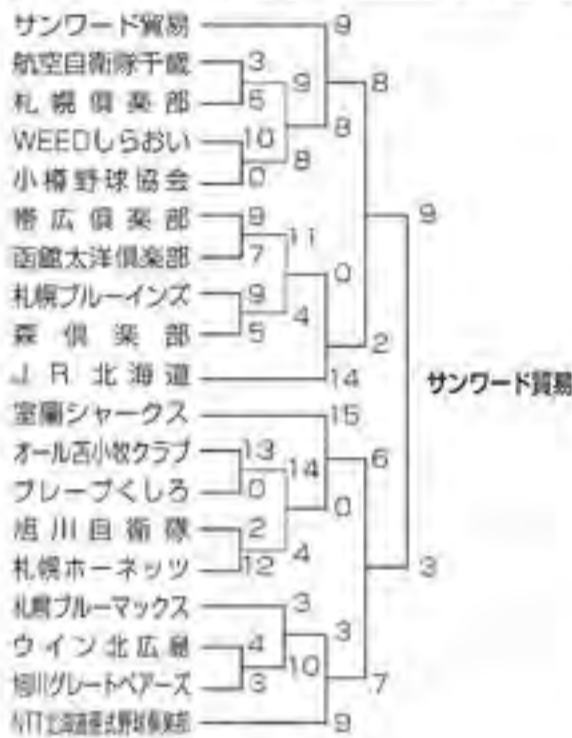 サンワード貿易 9
航空自衛隊千歳 3
9 8
札幌倶楽部 5
8
WEEDしらおい 10
8
小樽野球協会 0
帯広倶楽部 9
9
11
函館太洋倶楽部 7
0
札幌ブルーインズ 9
4
森倶楽部 5
2
JR北海道 14
サンワード貿易
室蘭シャークス 15
オール苫小牧クラブ 13
14
6
ブレーブくしろ 0
0
旭川自衛隊 2
4
札幌ホーネッツ 12
3
札幌ブルーマックス 3
ウイン北広島 4
3
10
旭川グレートベアーズ 3
7
9